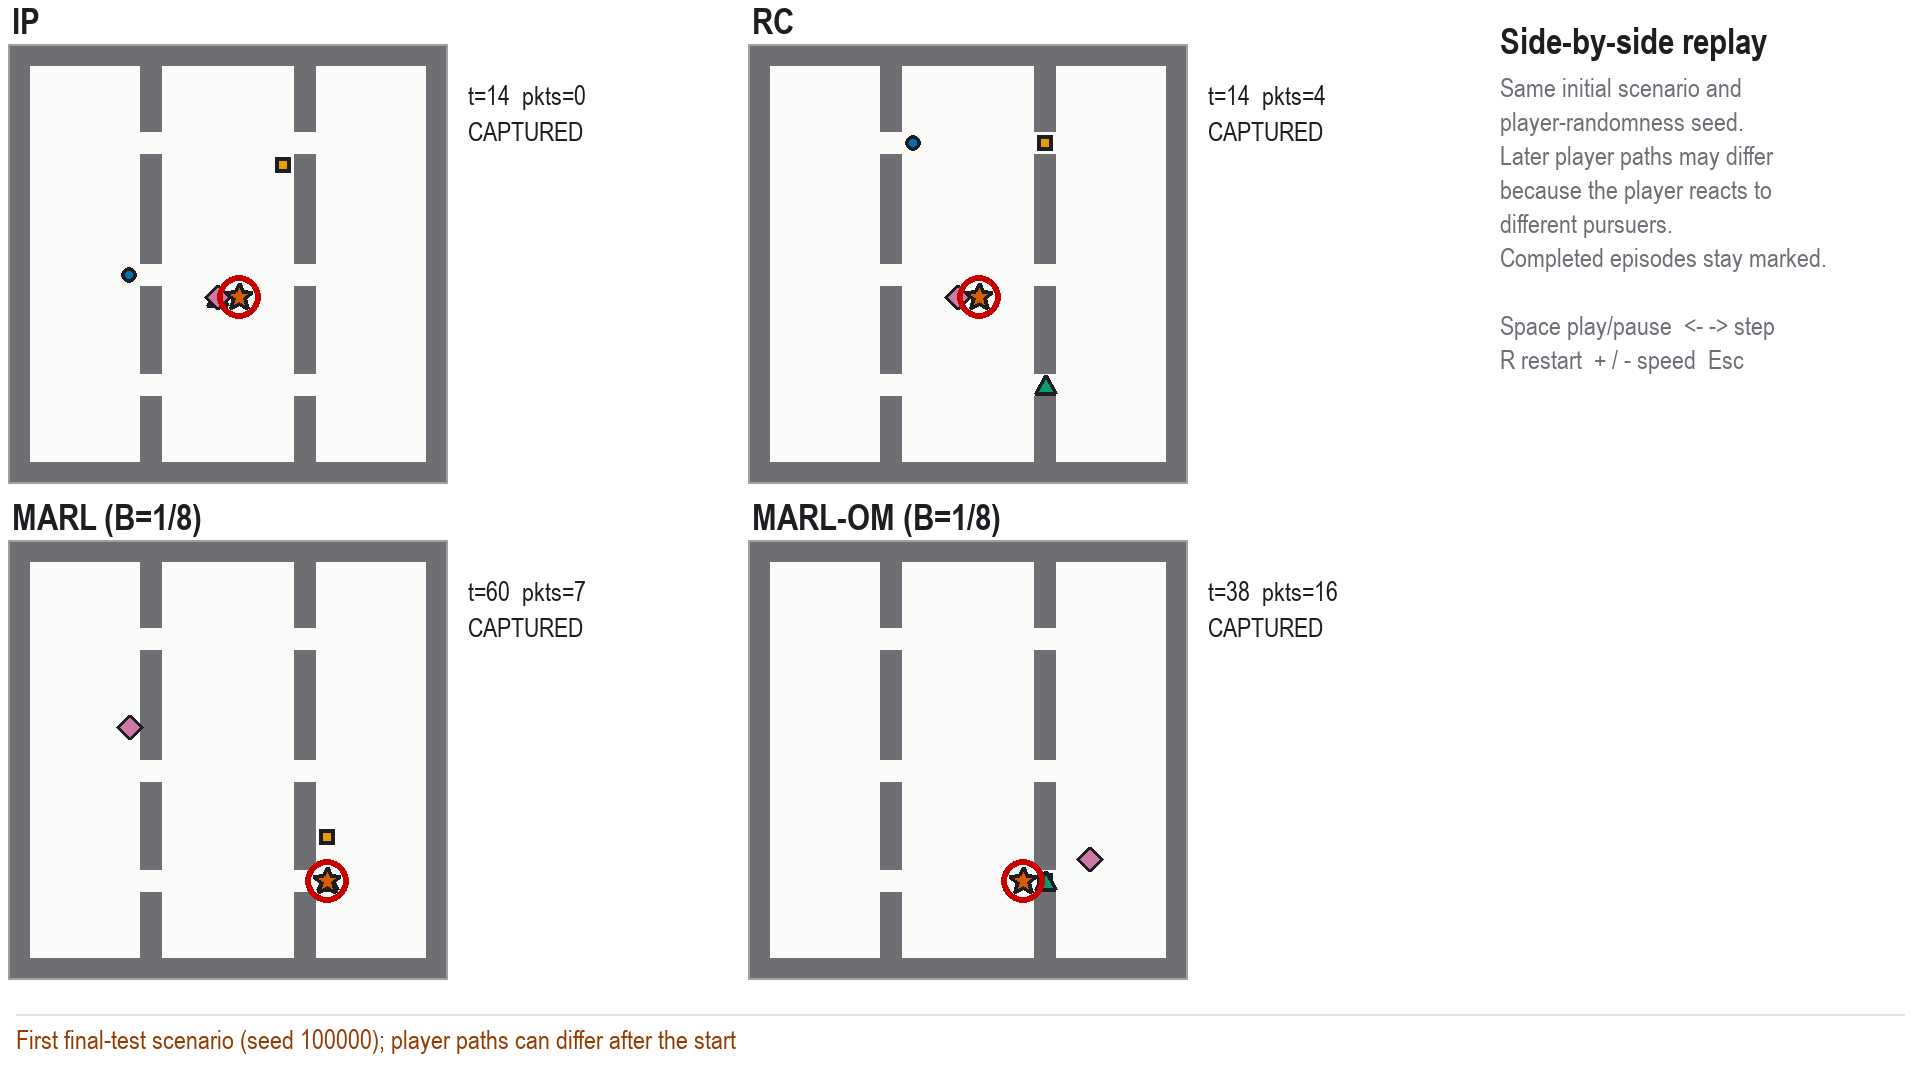 IP
t=14 pkts=0
CAPTURED
RC
t=14 pkts=4
CAPTURED
Side-by-side replay
Same initial scenario and
player-randomness seed.
Later player paths may differ
because the player reacts to
different pursuers.
Completed episodes stay marked.
Space play/pause <- -> step
R restart + / - speed Esc
MARL (B=1/8)
t=60 pkts=7
CAPTURED
MARL-OM (B=1/8)
t=38 pkts=16
CAPTURED
First final-test scenario (seed 100000); player paths can differ after the start